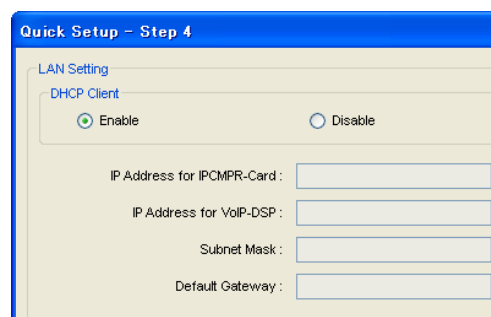 Quick Setup - Step 4
LAN Setting
DHCP Client
Enable Disable
IP Address for IPCMPR-Card :
IP Address for VoIP-DSP :
Subnet Mask :
Default Gateway :